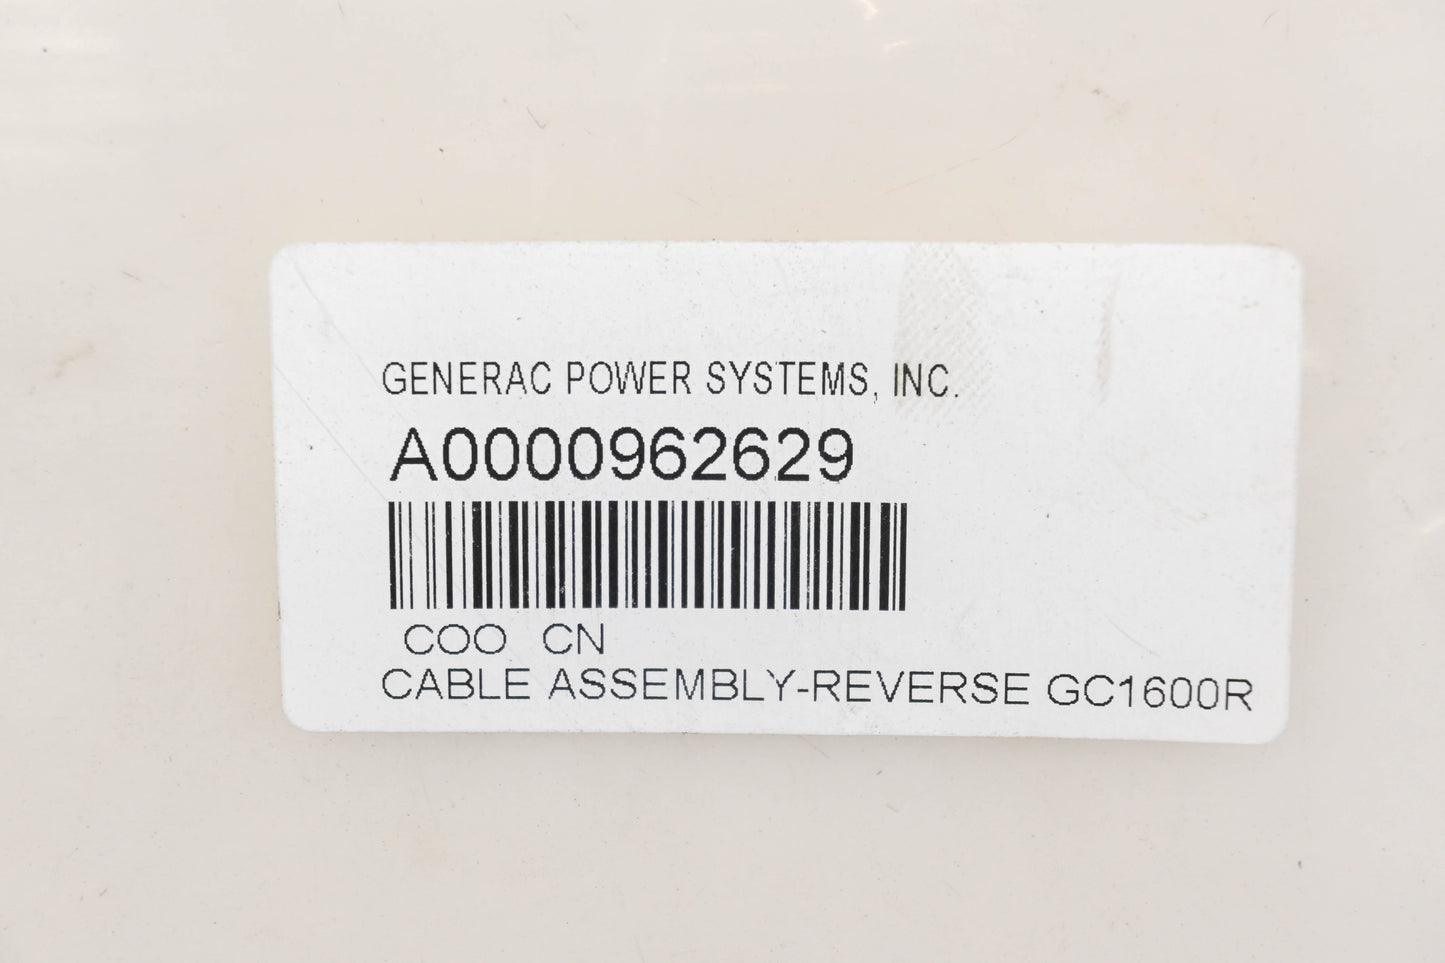 GENERAC POWER SYSTEMS, INC.
A0000962629
COO CN
CABLE ASSEMBLY-REVERSE GC1600R